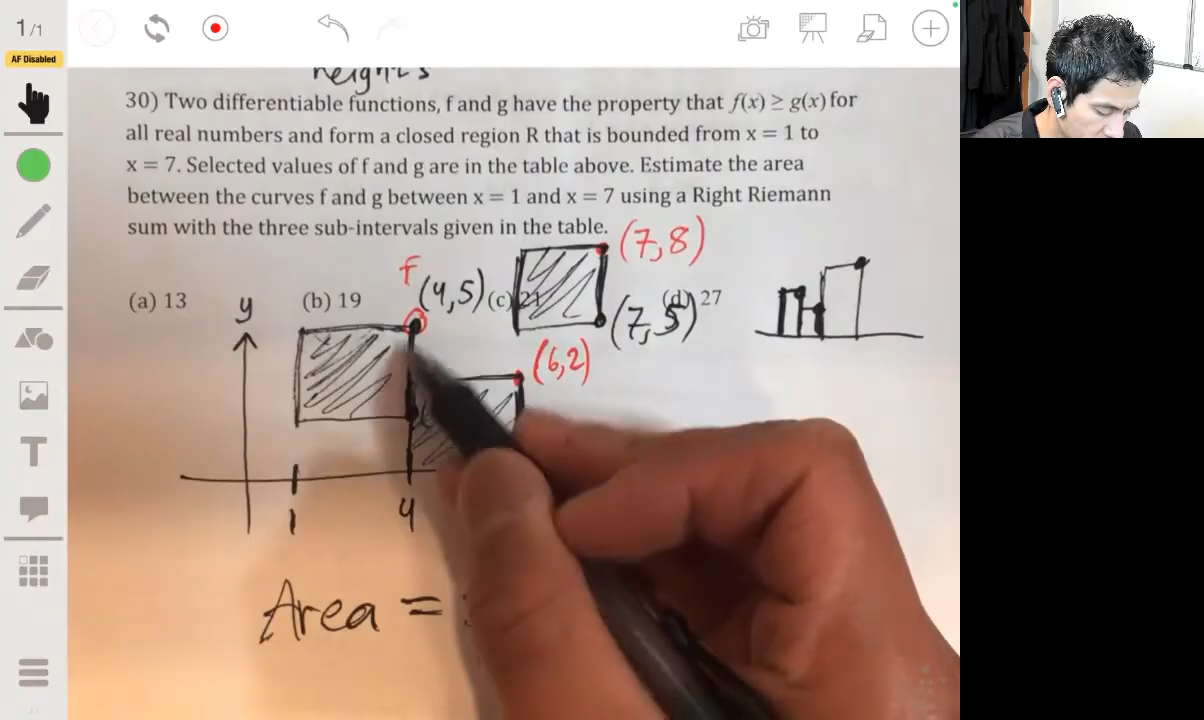 1/1
AF Disabled
heights
30) Two differentiable functions, f and g have the property that f(x) ≥ g(x) for
all real numbers and form a closed region R that is bounded from x = 1 to
x = 7. Selected values of f and g are in the table above. Estimate the area
between the curves f and g between x = 1 and x = 7 using a Right Riemann
sum with the three sub-intervals given in the table.
(7,8)
f
(a) 13 (b) 19 (c) 21 (d) 27
y
(4,5)
(7,5)
(6,2)
1
4
Area =
T